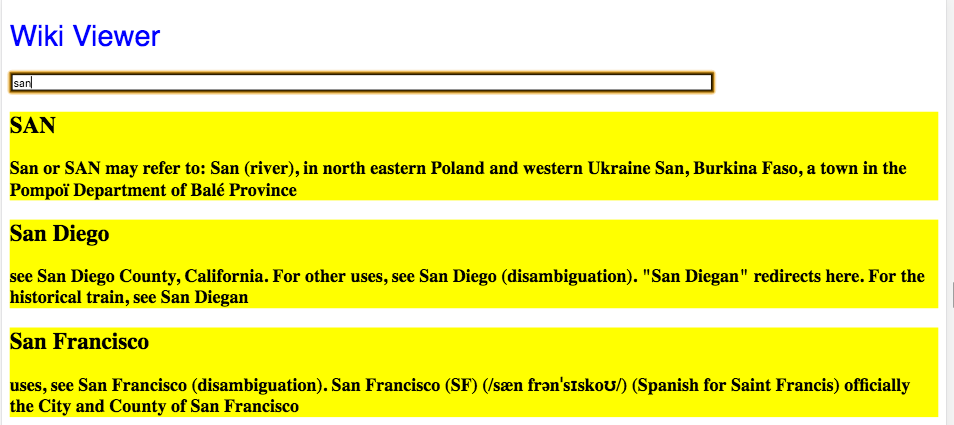 Wiki Viewer
san
SAN
San or SAN may refer to: San (river), in north eastern Poland and western Ukraine San, Burkina Faso, a town in the
Pompoï Department of Balé Province
San Diego
see San Diego County, California. For other uses, see San Diego (disambiguation). "San Diegan" redirects here. For the
historical train, see San Diegan
San Francisco
uses, see San Francisco (disambiguation). San Francisco (SF) (/sæn frənˈsɪskoʊ/) (Spanish for Saint Francis) officially
the City and County of San Francisco